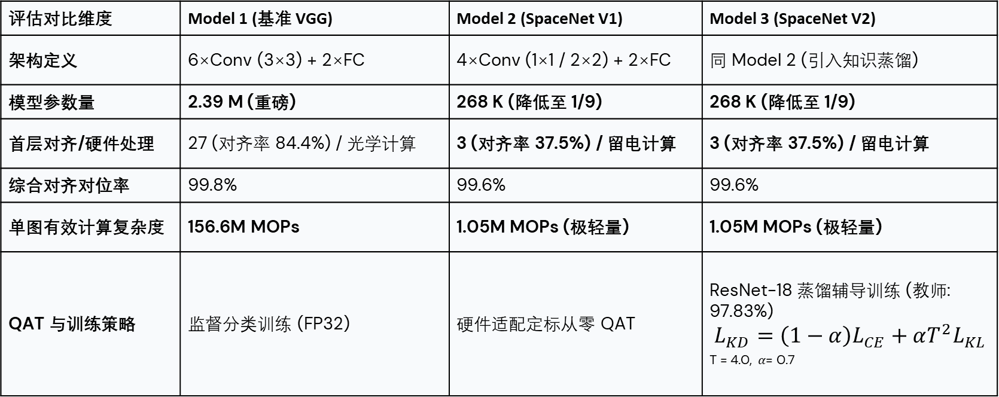 评估对比维度 Model 1 (基准 VGG) Model 2 (SpaceNet V1) Model 3 (SpaceNet V2)
架构定义 6×Conv (3×3) + 2×FC 4×Conv (1×1 / 2×2) + 2×FC 同 Model 2 (引入知识蒸馏)
模型参数量 2.39 M (重磅) 268 K (降低至 1/9) 268 K (降低至 1/9)
首层对齐/硬件处理 27 (对齐率 84.4%) / 光学计算 3 (对齐率 37.5%) / 留电计算 3 (对齐率 37.5%) / 留电计算
综合对齐对位率 99.8% 99.6% 99.6%
单图有效计算复杂度 156.6M MOPs 1.05M MOPs (极轻量) 1.05M MOPs (极轻量)
QAT 与训练策略 监督分类训练 (FP32) 硬件适配定标从零 QAT
ResNet-18 蒸馏辅导训练 (教师:
97.83%)
L_{KD} = (1 − α)L_{CE} + αT²L_{KL}
T = 4.0, α= 0.7